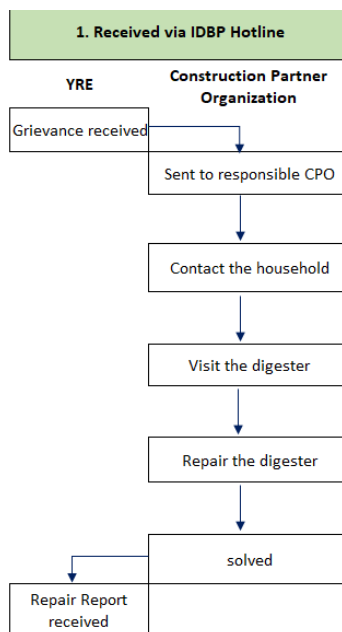 1. Received via IDBP Hotline
YRE
Construction Partner
Organization
Grievance received
Sent to responsible CPO
Contact the household
Visit the digester
Repair the digester
solved
Repair Report
received